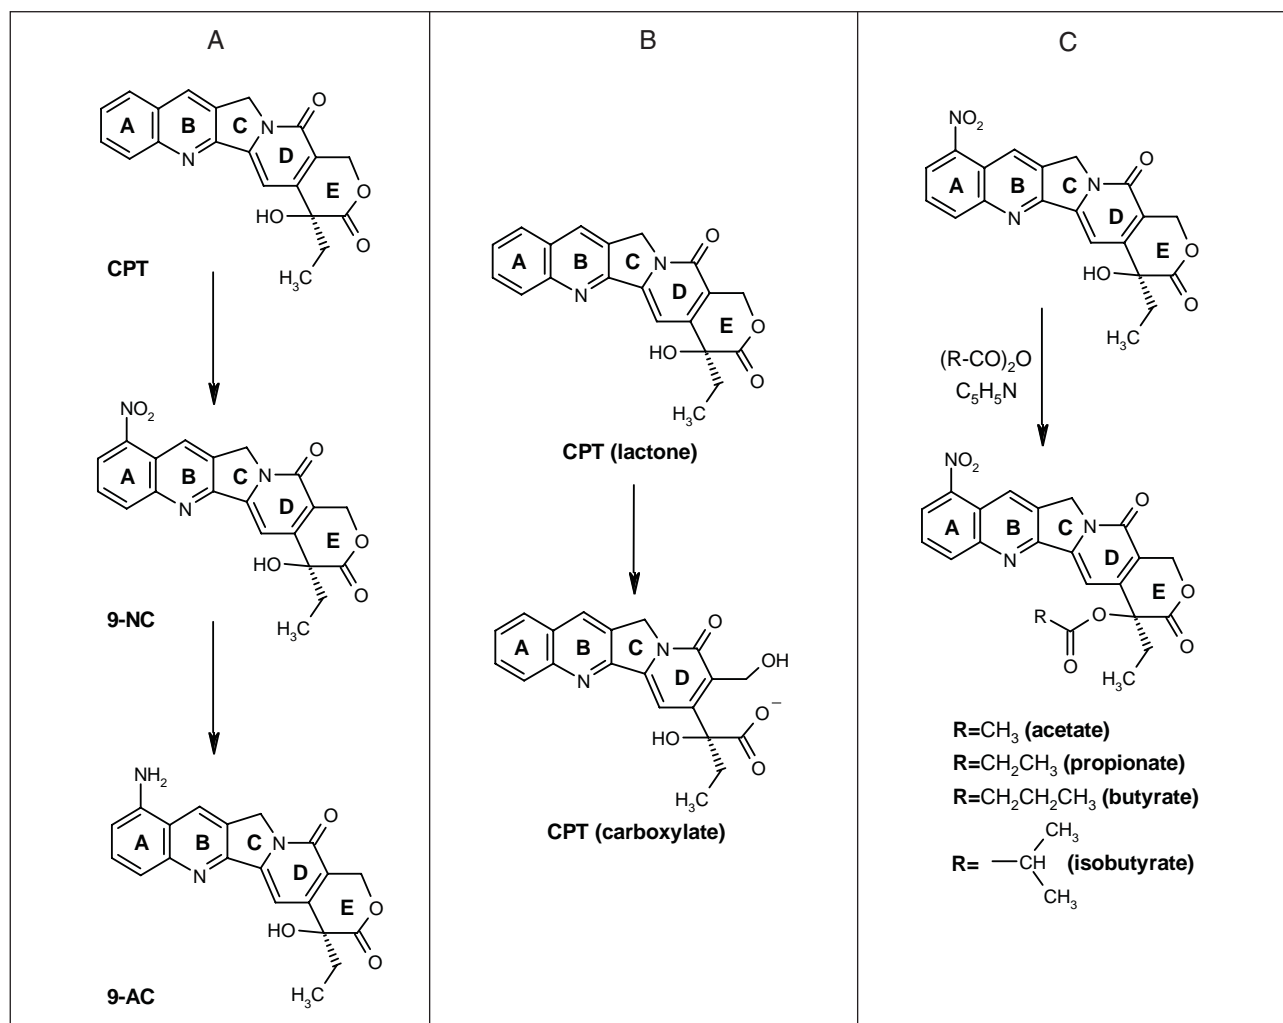 A
O
A
B
C
N
D
N
E
O
HO
O
CPT
H₃C
NO₂
O
A
B
C
N
D
N
E
O
HO
O
9-NC
H₃C
NH₂
O
A
B
C
N
D
N
E
O
HO
O
9-AC
H₃C
B
O
A
B
C
N
D
N
E
O
HO
O
H₃C
CPT (lactone)
O
A
B
C
N
OH
D
N
O⁻
HO
O
H₃C
CPT (carboxylate)
C
NO₂
O
A
B
C
N
D
N
E
O
HO
O
H₃C
(R-CO)₂O
C₅H₅N
NO₂
O
A
B
C
N
D
N
E
O
R
O
O
O
H₃C
R=CH₃ (acetate)
R=CH₂CH₃ (propionate)
R=CH₂CH₂CH₃ (butyrate)
CH₃
R= CH (isobutyrate)
CH₃